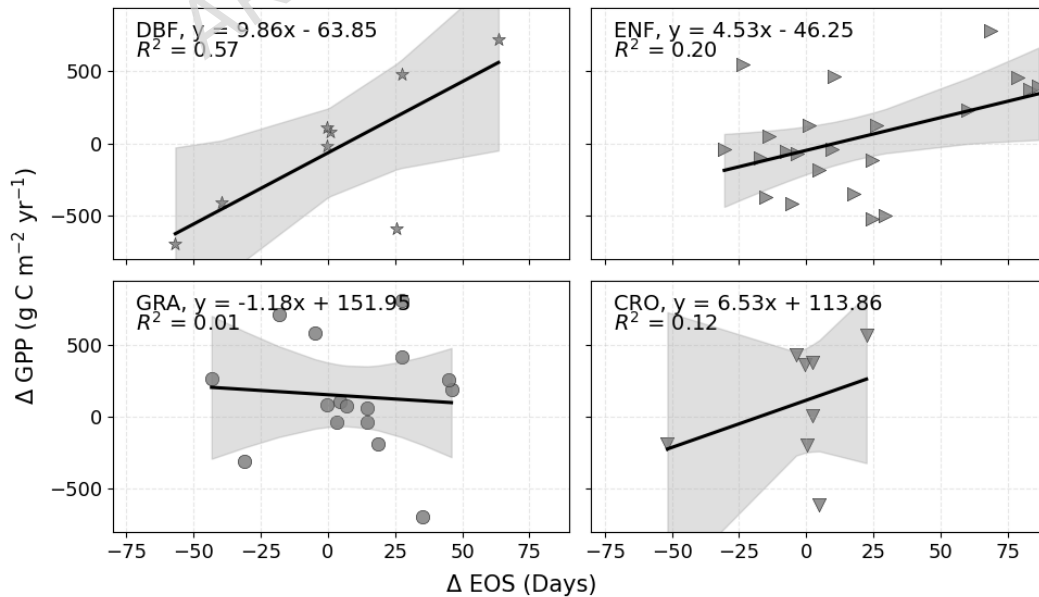 DBF, y = 9.86x - 63.85
R² = 0.57
ENF, y = 4.53x - 46.25
R² = 0.20
500
0
−500
GRA, y = -1.18x + 151.95
R² = 0.01
CRO, y = 6.53x + 113.86
R² = 0.12
500
0
−500
Δ GPP (g C m⁻² yr⁻¹)
−75 −50 −25 0 25 50 75 −75 −50 −25 0 25 50 75
Δ EOS (Days)